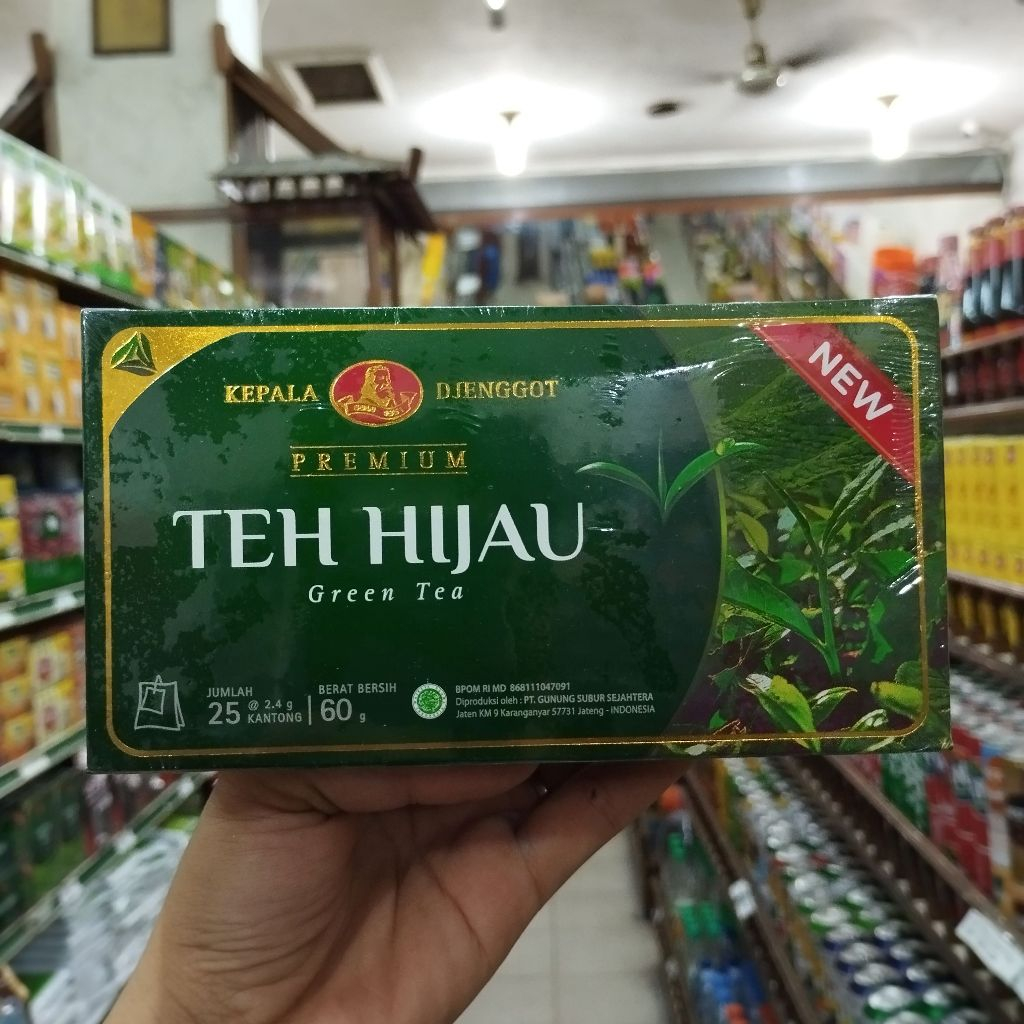 KEPALA DJENGGOT
NEW
PREMIUM
TEH HIJAU
Green Tea
JUMLAH
25 @ 2.4 g
KANTONG
BERAT BERSIH
60 g
BPOM RI MD 868111047091
Diproduksi oleh : PT. GUNUNG SUBUR SEJAHTERA
Jaten KM 9 Karanganyar 57731 Jateng - INDONESIA